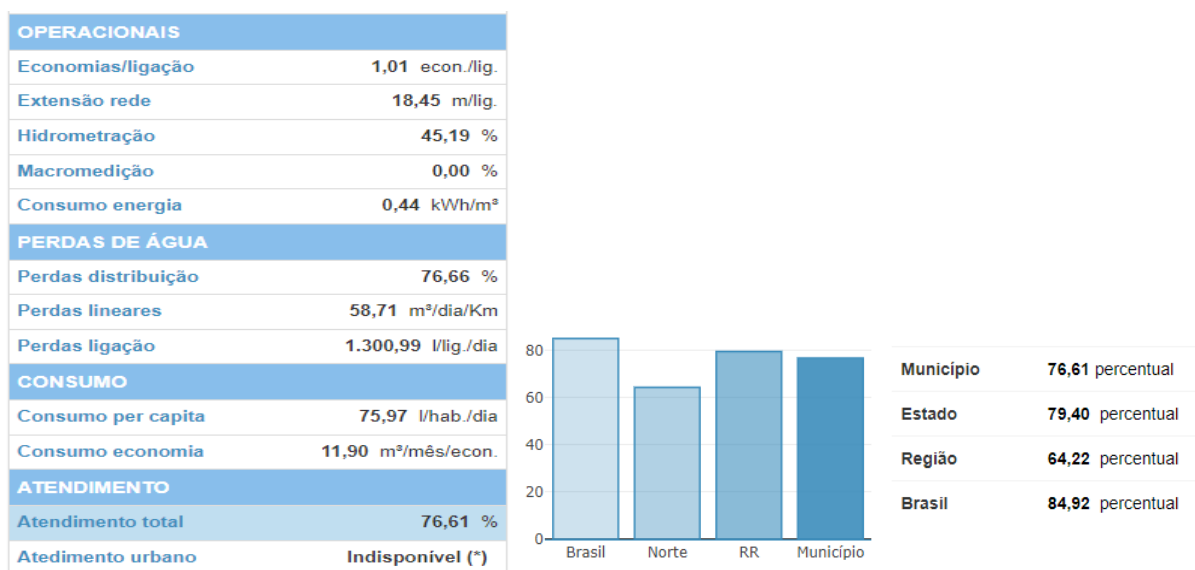 OPERACIONAIS
Economias/ligação 1,01 econ./lig.
Extensão rede 18,45 m/lig.
Hidrometração 45,19 %
Macromedição 0,00 %
Consumo energia 0,44 kWh/m³
PERDAS DE ÁGUA
Perdas distribuição 76,66 %
Perdas lineares 58,71 m³/dia/Km
Perdas ligação 1.300,99 l/lig./dia
CONSUMO
Consumo per capita 75,97 l/hab./dia
Consumo economia 11,90 m³/mês/econ.
ATENDIMENTO
Atendimento total 76,61 %
Atedimento urbano Indisponível (*)
80
60
40
20
0
Brasil Norte RR Município
Município 76,61 percentual
Estado 79,40 percentual
Região 64,22 percentual
Brasil 84,92 percentual